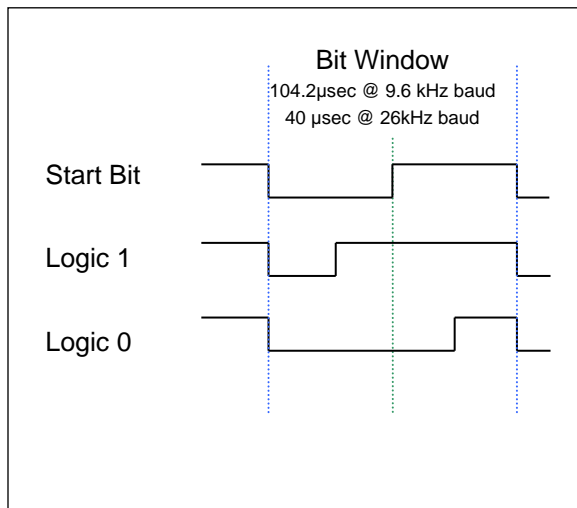 Bit Window
104.2µsec @ 9.6 kHz baud
40 µsec @ 26kHz baud
Start Bit
Logic 1
Logic 0